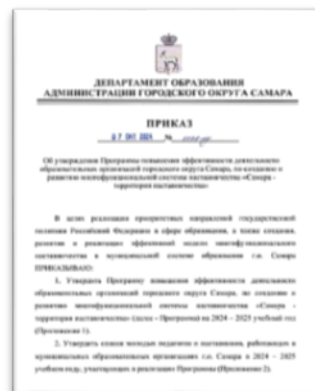 ДЕПАРТАМЕНТ ОБРАЗОВАНИЯ
АДМИНИСТРАЦИИ ГОРОДСКОГО ОКРУГА САМАРА
ПРИКАЗ
07 ОКТ 2024 №
Об утверждении Программы повышения эффективности деятельности
образовательных организаций городского округа Самара, по созданию и
развитию многофункциональной системы наставничества «Самара -
территория наставничества»
В целях реализации приоритетных направлений государственной
политики Российской Федерации в сфере образования, а также создания,
развития и реализации эффективной модели многофункционального
наставничества в муниципальной системе образования г.о. Самара
ПРИКАЗЫВАЮ:
1. Утвердить Программу повышения эффективности деятельности
образовательных организаций городского округа Самара, по созданию и
развитию многофункциональной системы наставничества «Самара -
территория наставничества» (далее - Программа) на 2024 – 2025 учебный год
(Приложение 1).
2. Утвердить список молодых педагогов и наставников, работающих в
муниципальных образовательных организациях г.о. Самара в 2024 – 2025
учебном году, участвующих в реализации Программы (Приложение 2).